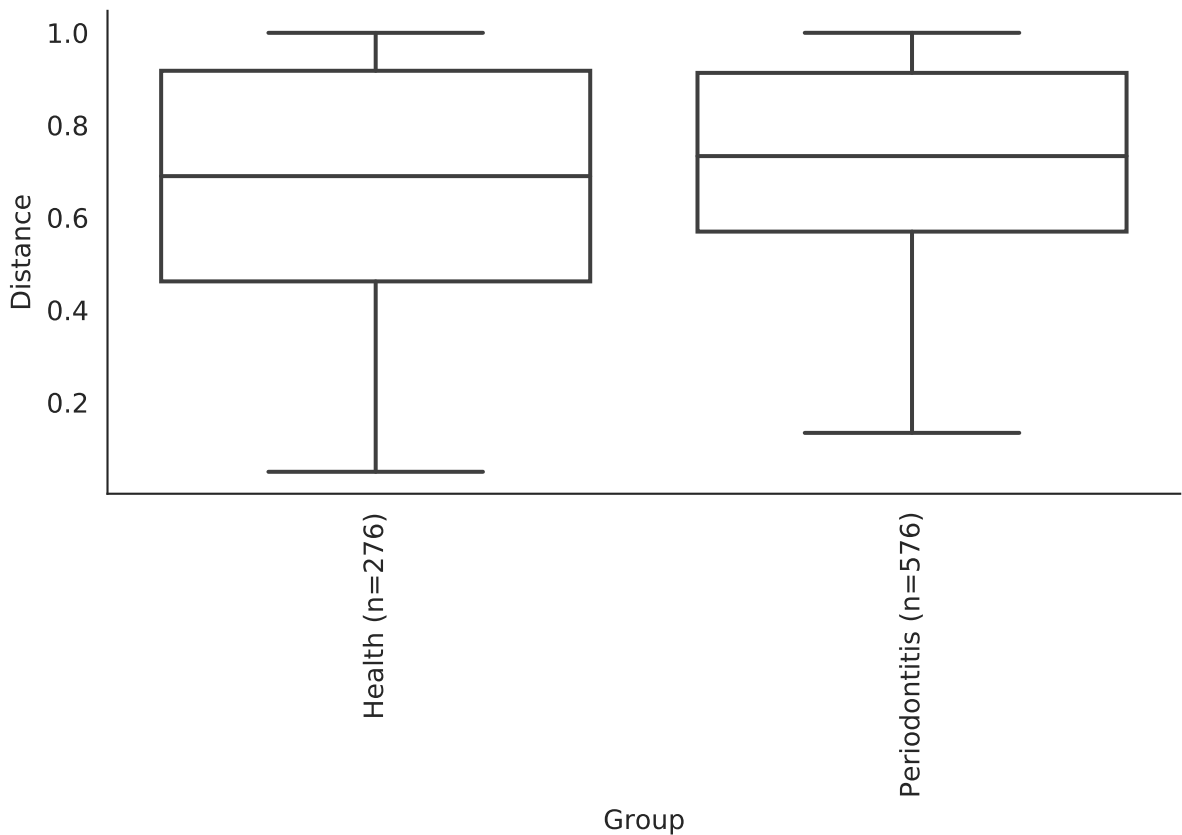 1.0
0.8
0.6
0.4
0.2
Distance
Health (n=276)
Periodontitis (n=576)
Group